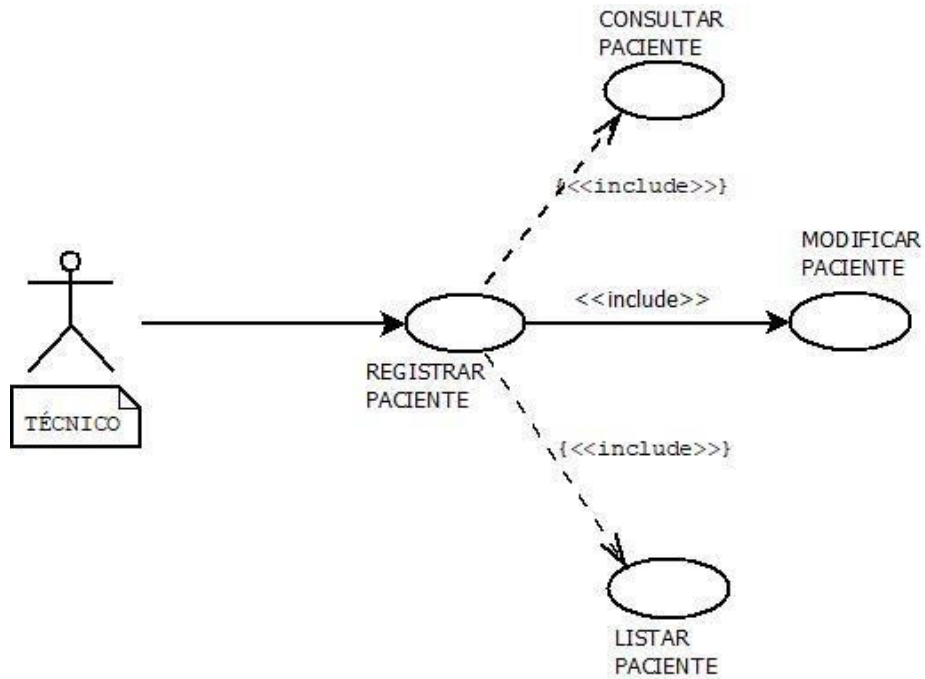 CONSULTAR
PACIENTE
{<<include>>}
MODIFICAR
PACIENTE
<<include>>
REGISTRAR
PACIENTE
TÉCNICO
{<<include>>}
LISTAR
PACIENTE